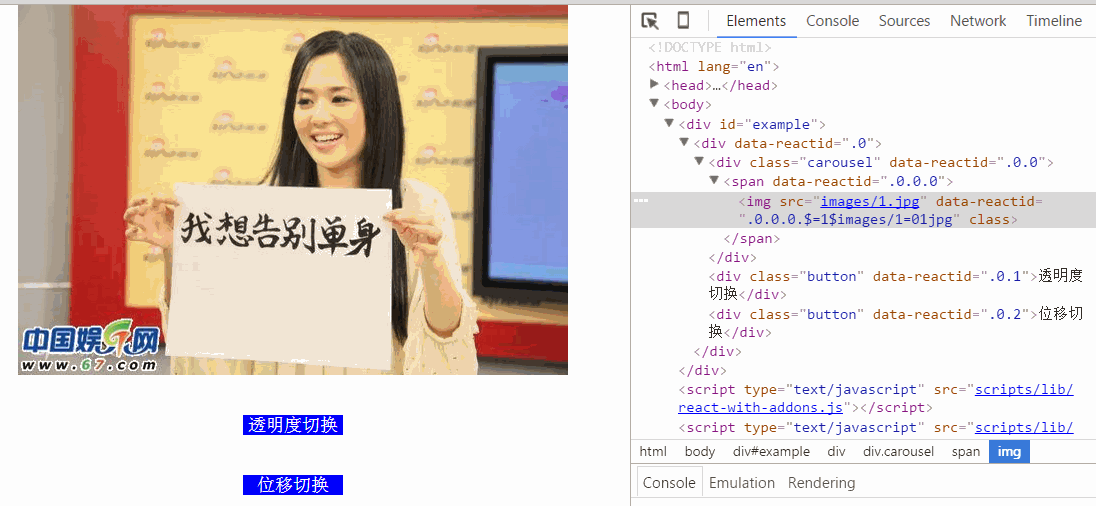 我想告别单身
中国娱乐网
www.67.com
透明度切换
位移切换
Elements Console Sources Network Timeline
<!DOCTYPE html>
<html lang="en">
<head>…</head>
<body>
<div id="example">
<div data-reactid=".0">
<div class="carousel" data-reactid=".0.0">
<span data-reactid=".0.0.0">
<img src="images/1.jpg" data-reactid=
".0.0.0.$=1$images/1=01jpg" class>
</span>
</div>
<div class="button" data-reactid=".0.1">透明度
切换</div>
<div class="button" data-reactid=".0.2">位移切
换</div>
</div>
</div>
<script type="text/javascript" src="scripts/lib/
react-with-addons.js"></script>
<script type="text/javascript" src="scripts/lib/
html body div#example div div.carousel span img
Console Emulation Rendering